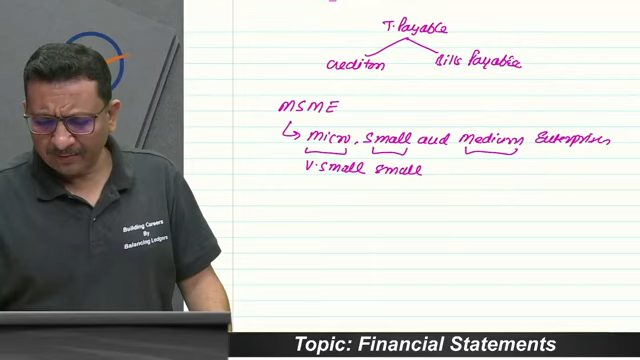 T. Payable
Creditors
Bills Payable
MSME
Micro, Small and Medium Enterprises
V. Small small
Building Careers
By
Balancing Ledgers
Topic: Financial Statements